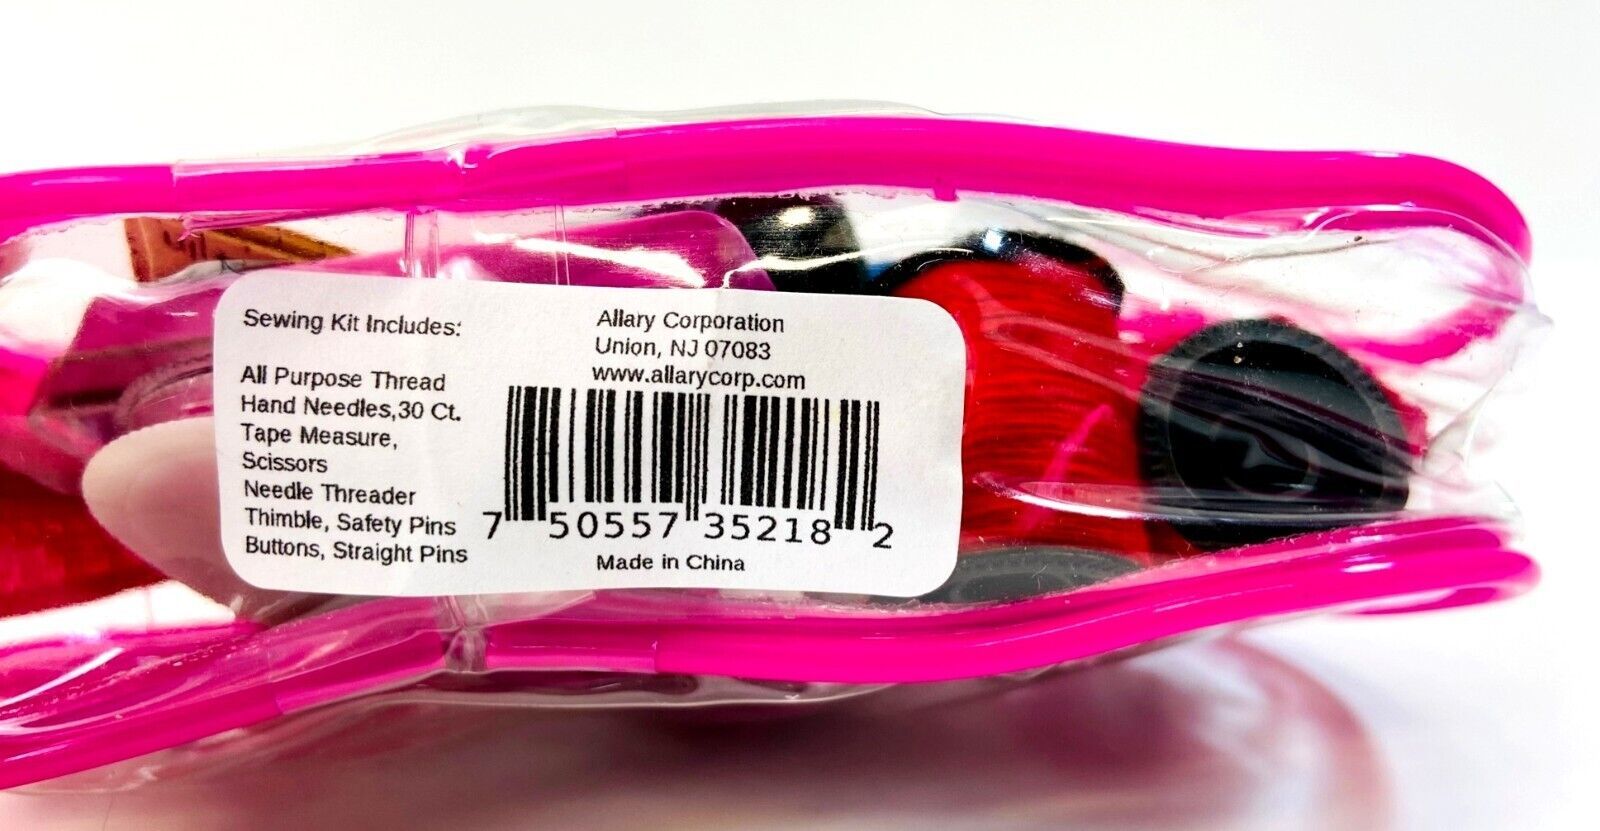 Sewing Kit Includes:
All Purpose Thread
Hand Needles,30 Ct.
Tape Measure,
Scissors
Needle Threader
Thimble, Safety Pins
Buttons, Straight Pins
Allary Corporation
Union, NJ 07083
www.allarycorp.com
7 50557 35218 2
Made in China